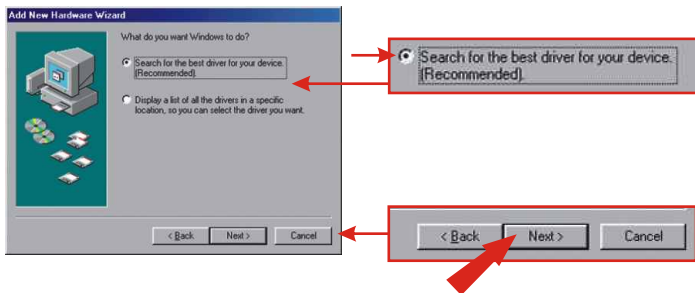 Add New Hardware Wizard
What do you want Windows to do?
Search for the best driver for your device.
(Recommended).
Display a list of all the drivers in a specific
location, so you can select the driver you want.
< Back
Next >
Cancel
Search for the best driver for your device.
(Recommended).
< Back
Next >
Cancel